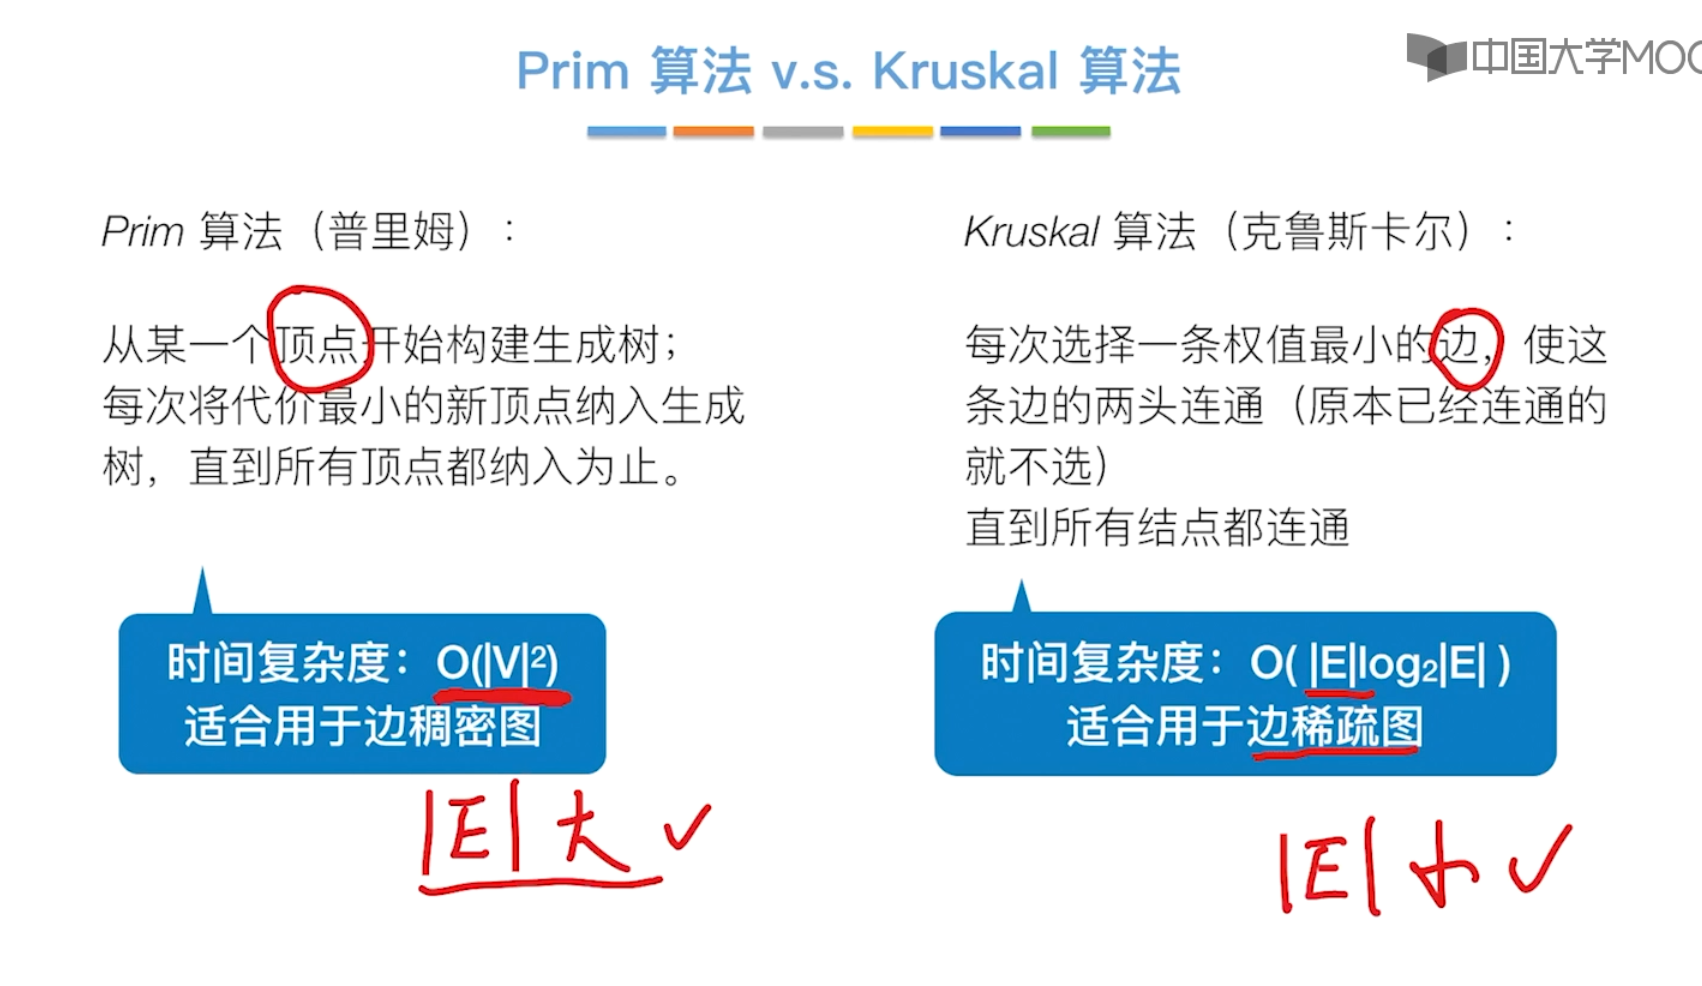 Prim 算法 v.s. Kruskal 算法
中国大学MOO
Prim 算法（普里姆）：
从某一个顶点开始构建生成树；
每次将代价最小的新顶点纳入生成
树，直到所有顶点都纳入为止。
时间复杂度：O(|V|²)
适合用于边稠密图
|E| 大 ✓
Kruskal 算法（克鲁斯卡尔）：
每次选择一条权值最小的边，使这
条边的两头连通（原本已经连通的
就不选）
直到所有结点都连通
时间复杂度：O( |E|log₂|E| )
适合用于边稀疏图
|E| 小 ✓